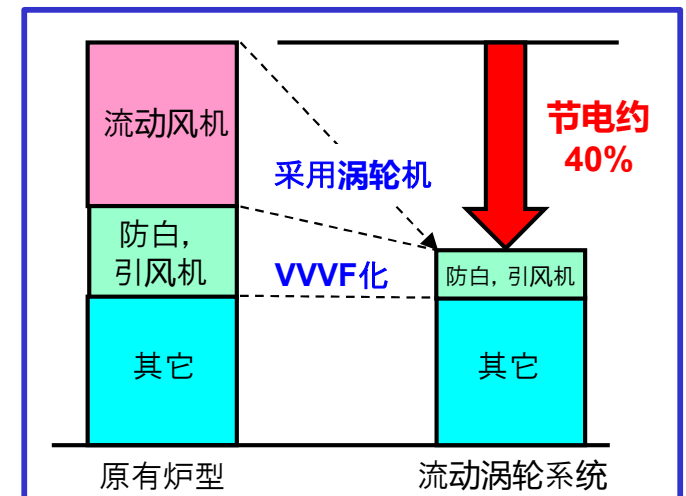 流动风机
节电约
40%
采用涡轮机
防白,
引风机
VVVF化
防白, 引风机
其它
其它
原有炉型
流动涡轮系统